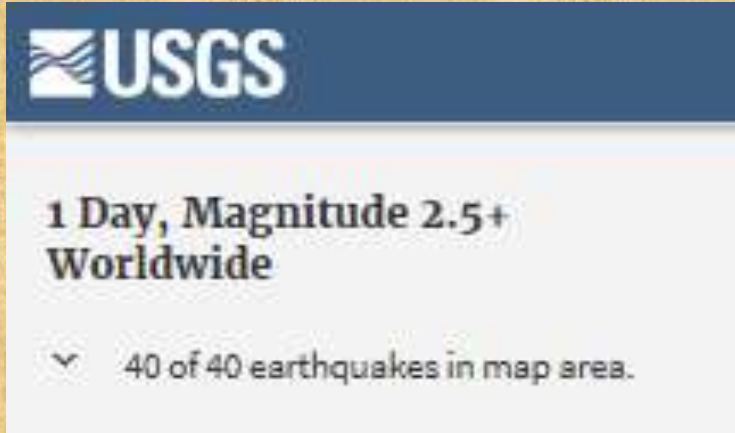 USGS
1 Day, Magnitude 2.5+
Worldwide
40 of 40 earthquakes in map area.